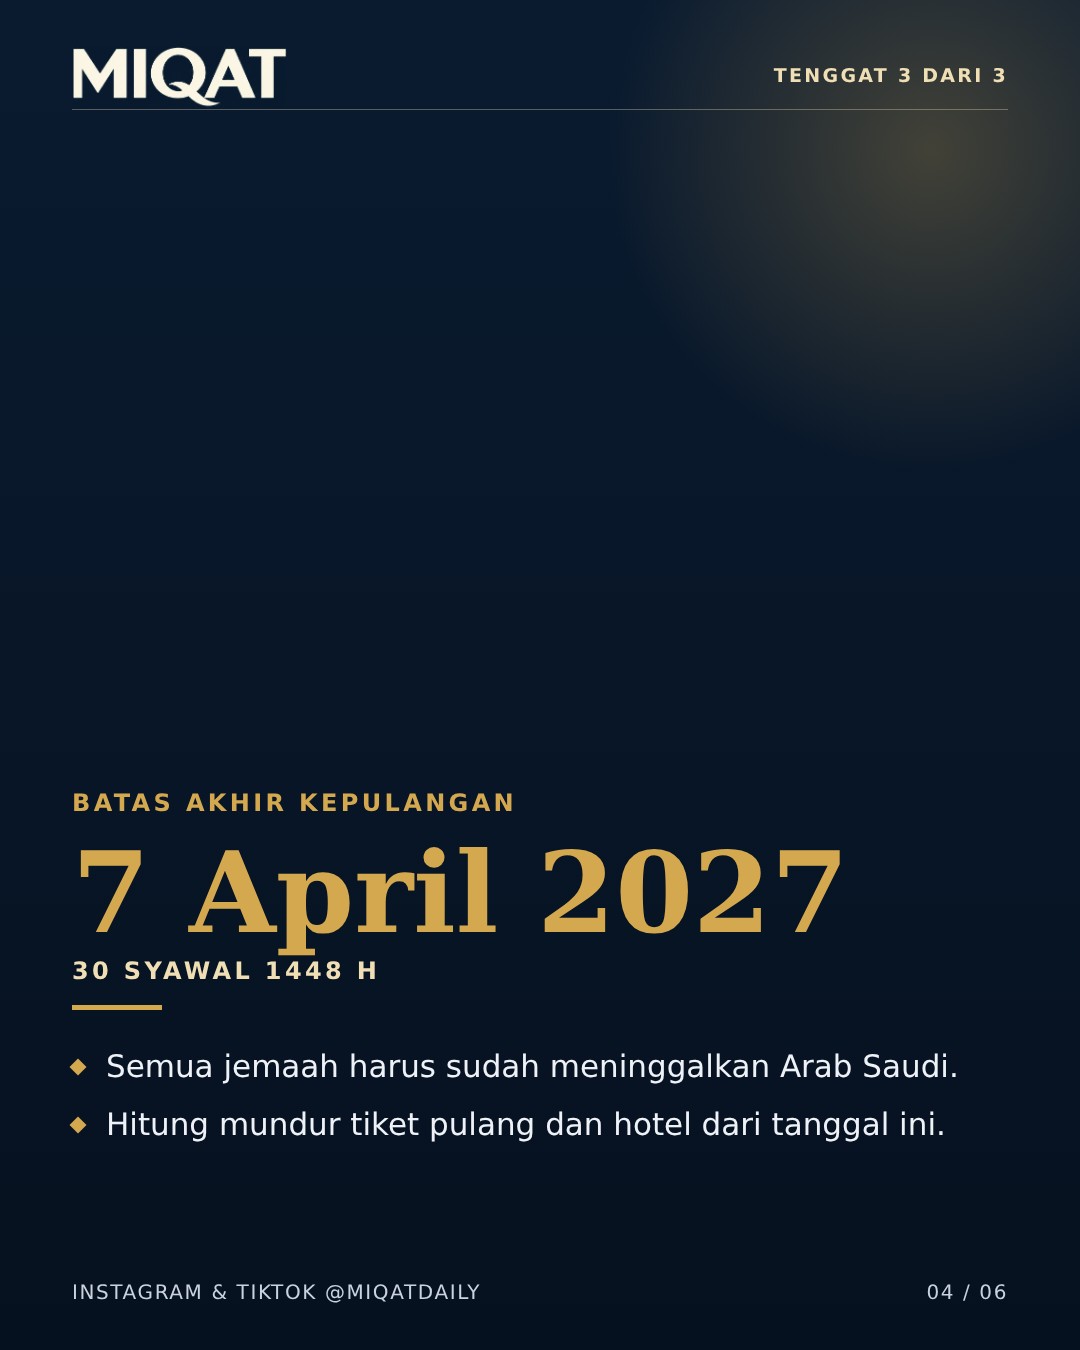 MIQAT
TENGGAT 3 DARI 3
BATAS AKHIR KEPULANGAN
7 April 2027
30 SYAWAL 1448 H
Semua jemaah harus sudah meninggalkan Arab Saudi.
Hitung mundur tiket pulang dan hotel dari tanggal ini.
INSTAGRAM & TIKTOK @MIQATDAILY
04 / 06